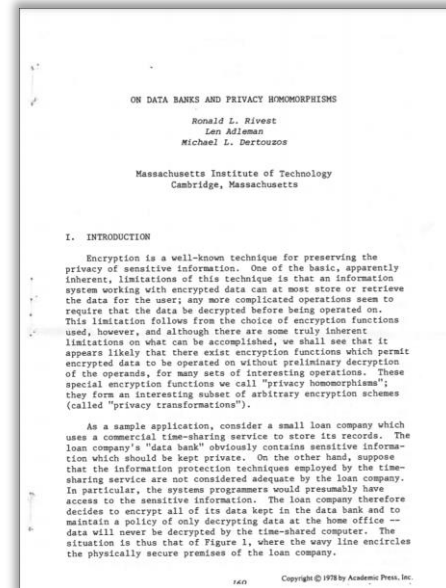 ON DATA BANKS AND PRIVACY HOMOMORPHISMS
Ronald L. Rivest
Len Adleman
Michael L. Dertouzos
Massachusetts Institute of Technology
Cambridge, Massachusetts
I. INTRODUCTION
Encryption is a well-known technique for preserving the
privacy of sensitive information. One of the basic, apparently
inherent, limitations of this technique is that an information
system working with encrypted data can at most store or retrieve
the data for the user; any more complicated operations seem to
require that the data be decrypted before being operated on.
This limitation follows from the choice of encryption functions
used, however, and although there are some truly inherent
limitations on what can be accomplished, we shall see that it
appears likely that there exist encryption functions which permit
encrypted data to be operated on without preliminary decryption
of the operands, for many sets of interesting operations. These
special encryption functions we call "privacy homomorphisms";
they form an interesting subset of arbitrary encryption schemes
(called "privacy transformations").
As a sample application, consider a small loan company which
uses a commercial time-sharing service to store its records. The
loan company's "data bank" obviously contains sensitive informa-
tion which should be kept private. On the other hand, suppose
that the information protection techniques employed by the time-
sharing service are not considered adequate by the loan company.
In particular, the systems programmers would presumably have
access to the sensitive information. The loan company therefore
decides to encrypt all of its data kept in the data bank and to
maintain a policy of only decrypting data at the home office --
data will never be decrypted by the time-shared computer. The
situation is thus that of Figure 1, where the wavy line encircles
the physically secure premises of the loan company.
Copyright © 1978 by Academic Press, Inc.